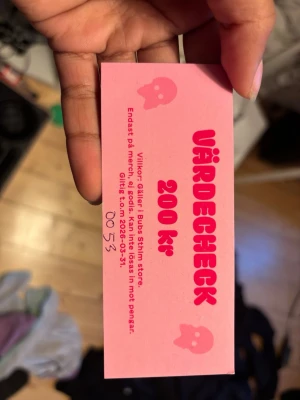 VÄRDECHECK
200 kr
Villkor: Gäller i Bubs Sthlm store.
Endast på merch, ej godis. Kan inte lösas in mot pengar.
Giltig t.o.m 2026-03-31.
0053